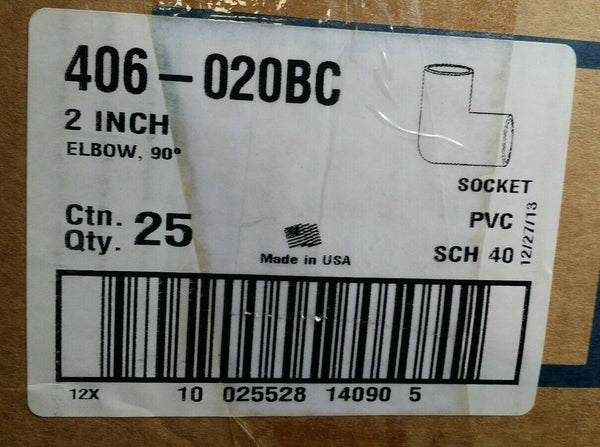 406-020BC
2 INCH
ELBOW, 90°
SOCKET
Ctn. Qty. 25
PVC
SCH 40
12/27/13
Made in USA
12X 10 025528 14090 5